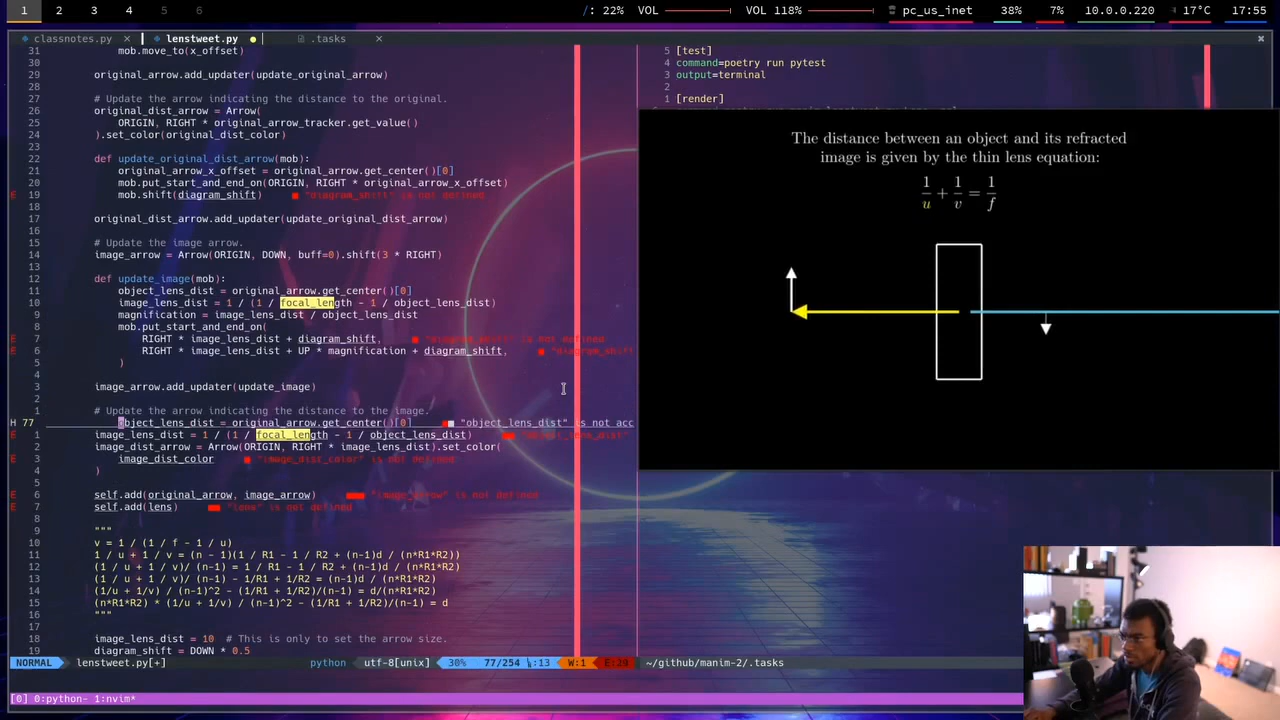 1 2 3 4 5 6 /: 22% VOL VOL 118% pc_us_inet 38% 7% 10.0.0.220 17°C 17:55
classnotes.py × lenstweet.py .tasks × ×
31 mob.move_to(x_offset)
30
29 original_arrow.add_updater(update_original_arrow)
28
27 # Update the arrow indicating the distance to the original.
26 original_dist_arrow = Arrow(
25 ORIGIN, RIGHT * original_arrow_tracker.get_value()
24 ).set_color(original_dist_color)
23
22 def update_original_dist_arrow(mob):
21 original_arrow_x_offset = original_arrow.get_center()[0]
20 mob.put_start_and_end_on(ORIGIN, RIGHT * original_arrow_x_offset)
E 19 mob.shift(diagram_shift) "diagram_shift" is not defined
18
17 original_dist_arrow.add_updater(update_original_dist_arrow)
16
15 # Update the image arrow.
14 image_arrow = Arrow(ORIGIN, DOWN, buff=0).shift(3 * RIGHT)
13
12 def update_image(mob):
11 object_lens_dist = original_arrow.get_center()[0]
10 image_lens_dist = 1 / (1 / focal_length - 1 / object_lens_dist)
9 magnification = image_lens_dist / object_lens_dist
8 mob.put_start_and_end_on(
E 7 RIGHT * image_lens_dist + diagram_shift, "diagram_shift" is not defined
E 6 RIGHT * image_lens_dist + UP * magnification + diagram_shift, "diagram_shift
5 )
4
3 image_arrow.add_updater(update_image)
2
1 # Update the arrow indicating the distance to the image.
H 77 object_lens_dist = original_arrow.get_center()[0] "object_lens_dist" is not acc
E 1 image_lens_dist = 1 / (1 / focal_length - 1 / object_lens_dist) "object_lens_dist"
2 image_dist_arrow = Arrow(ORIGIN, RIGHT * image_lens_dist).set_color(
E 3 image_dist_color "image_dist_color" is not defined
4 )
5
E 6 self.add(original_arrow, image_arrow) "image_arrow" is not defined
E 7 self.add(lens) "lens" is not defined
8
9 """
10 v = 1 / (1 / f - 1 / u)
11 1 / u + 1 / v = (n - 1)(1 / R1 - 1 / R2 + (n-1)d / (n*R1*R2))
12 (1 / u + 1 / v)/ (n-1) = 1 / R1 - 1 / R2 + (n-1)d / (n*R1*R2)
13 (1 / u + 1 / v)/ (n-1) - 1/R1 + 1/R2 = (n-1)d / (n*R1*R2)
14 (1/u + 1/v) / (n-1)^2 - (1/R1 + 1/R2)/(n-1) = d/(n*R1*R2)
15 (n*R1*R2) * (1/u + 1/v) / (n-1)^2 - (1/R1 + 1/R2)/(n-1) = d
16 """
17
18 image_lens_dist = 10 # This is only to set the arrow size.
19 diagram_shift = DOWN * 0.5
NORMAL lenstweet.py[+] python utf-8[unix] 30% 77/254 :13 W:1 E:20
[0] 0:python- 1:nvim*
5 [test]
4 command=poetry run pytest
3 output=terminal
2
1 [render]
The distance between an object and its refracted
image is given by the thin lens equation:
1/u + 1/v = 1/f
~/github/manim-2/.tasks